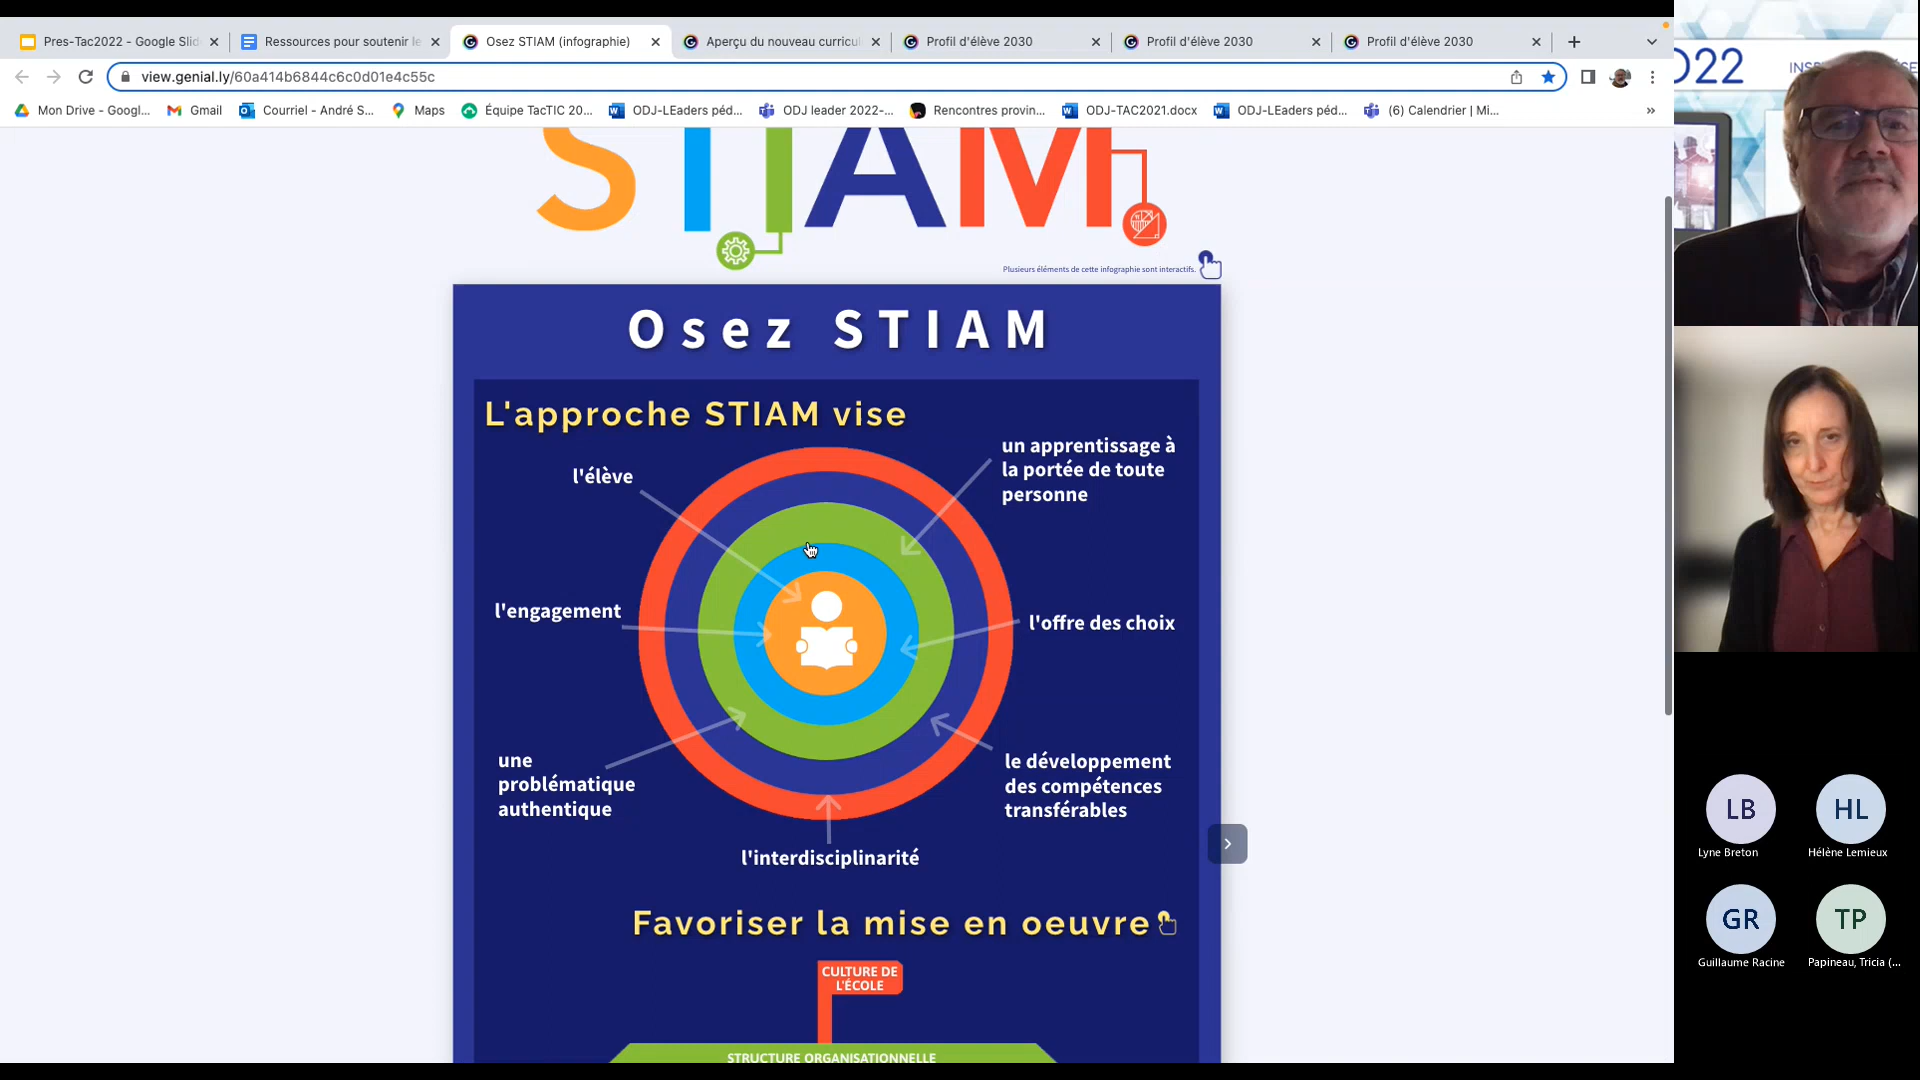 Pres-Tac2022 - Google Slid
Ressources pour soutenir le
Osez STIAM (infographie)
Aperçu du nouveau curricu
Profil d'élève 2030
Profil d'élève 2030
Profil d'élève 2030
view.genial.ly/60a414b6844c6c0d01e4c55c
Mon Drive - Googl...
Gmail
Courriel - André S...
Maps
Équipe TacTIC 20...
ODJ-LEaders péd...
ODJ leader 2022-...
Rencontres provin...
ODJ-TAC2021.docx
ODJ-LEaders péd...
(6) Calendrier | Mi...
»
022
STIAM
Plusieurs éléments de cette infographie sont interactifs.
Osez STIAM
L'approche STIAM vise
l'élève
un apprentissage à
la portée de toute
personne
l'engagement
l'offre des choix
une
problématique
authentique
le développement
des compétences
transférables
l'interdisciplinarité
Favoriser la mise en oeuvre
CULTURE DE
L'ÉCOLE
STRUCTURE ORGANISATIONNELLE
LB
Lyne Breton
HL
Hélène Lemieux
GR
Guillaume Racine
TP
Papineau, Tricia (...